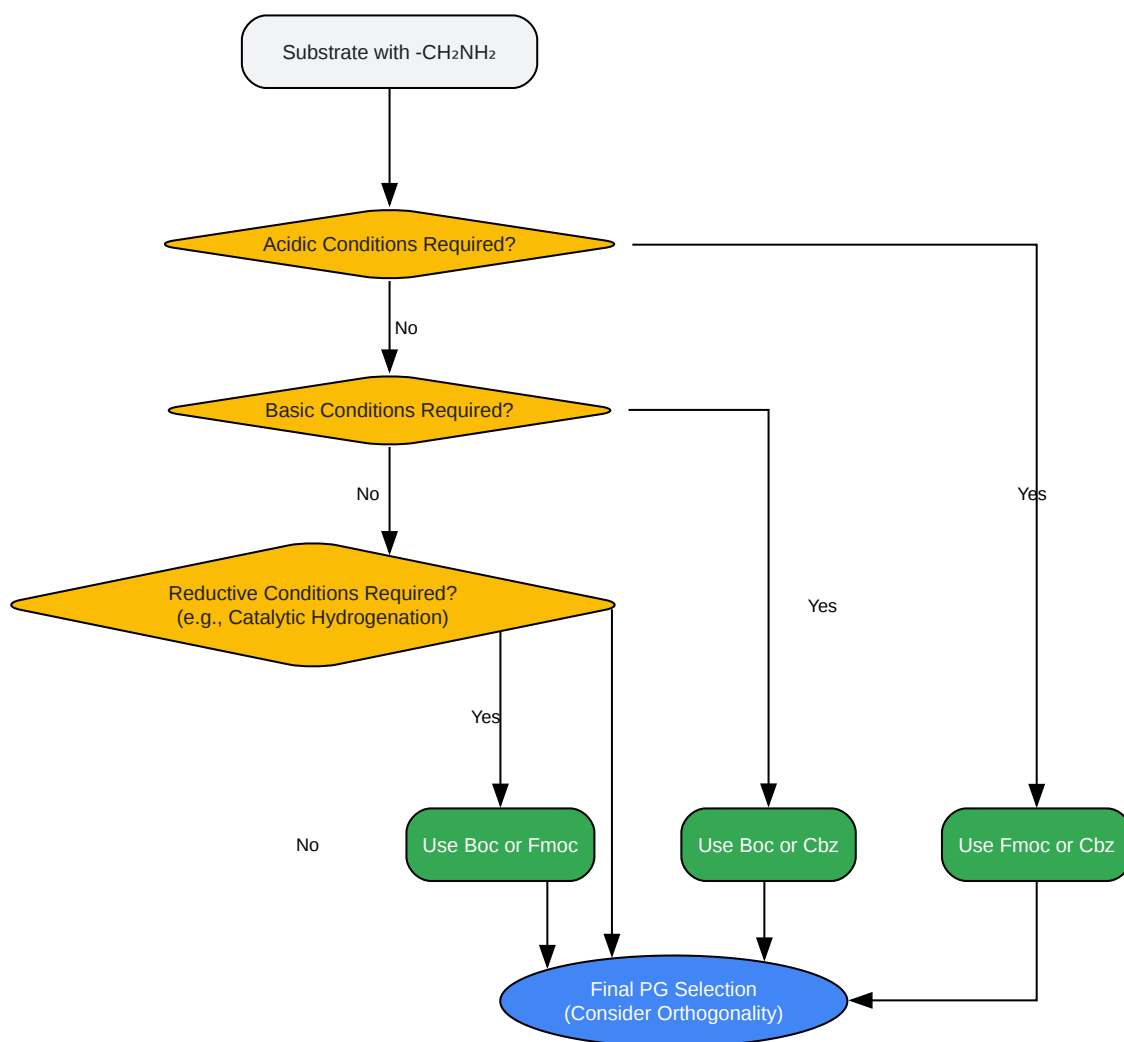 Substrate with -CH₂NH₂
Acidic Conditions Required?
No
Basic Conditions Required?
No
Yes
Reductive Conditions Required?
(e.g., Catalytic Hydrogenation)
Yes
Yes
No
Use Boc or Fmoc
Use Boc or Cbz
Use Fmoc or Cbz
Final PG Selection
(Consider Orthogonality)